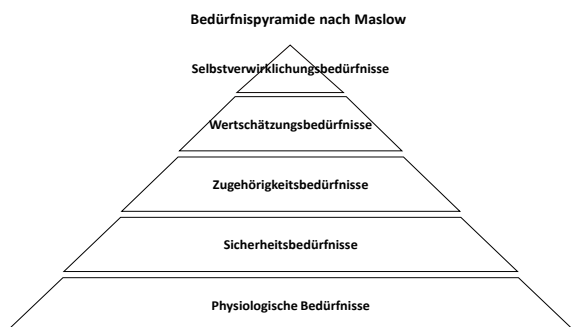 Bedürfnispyramide nach Maslow
Selbstverwirklichungsbedürfnisse
Wertschätzungsbedürfnisse
Zugehörigkeitsbedürfnisse
Sicherheitsbedürfnisse
Physiologische Bedürfnisse